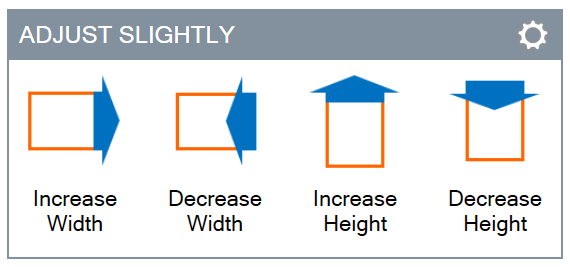 ADJUST SLIGHTLY
Increase
Width
Decrease
Width
Increase
Height
Decrease
Height